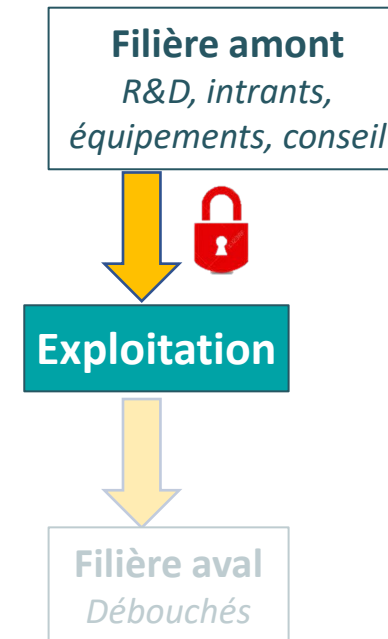 Filière amont
R&D, intrants,
équipements, conseil
Exploitation
Filière aval
Débouchés